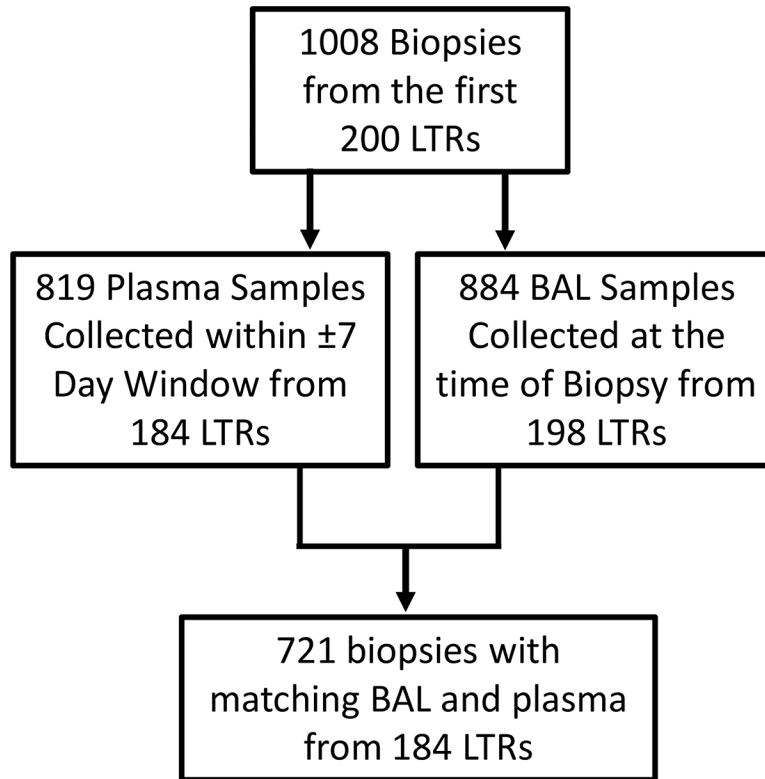 1008 Biopsies
from the first
200 LTRs
819 Plasma Samples
Collected within ±7
Day Window from
184 LTRs
884 BAL Samples
Collected at the
time of Biopsy from
198 LTRs
721 biopsies with
matching BAL and plasma
from 184 LTRs